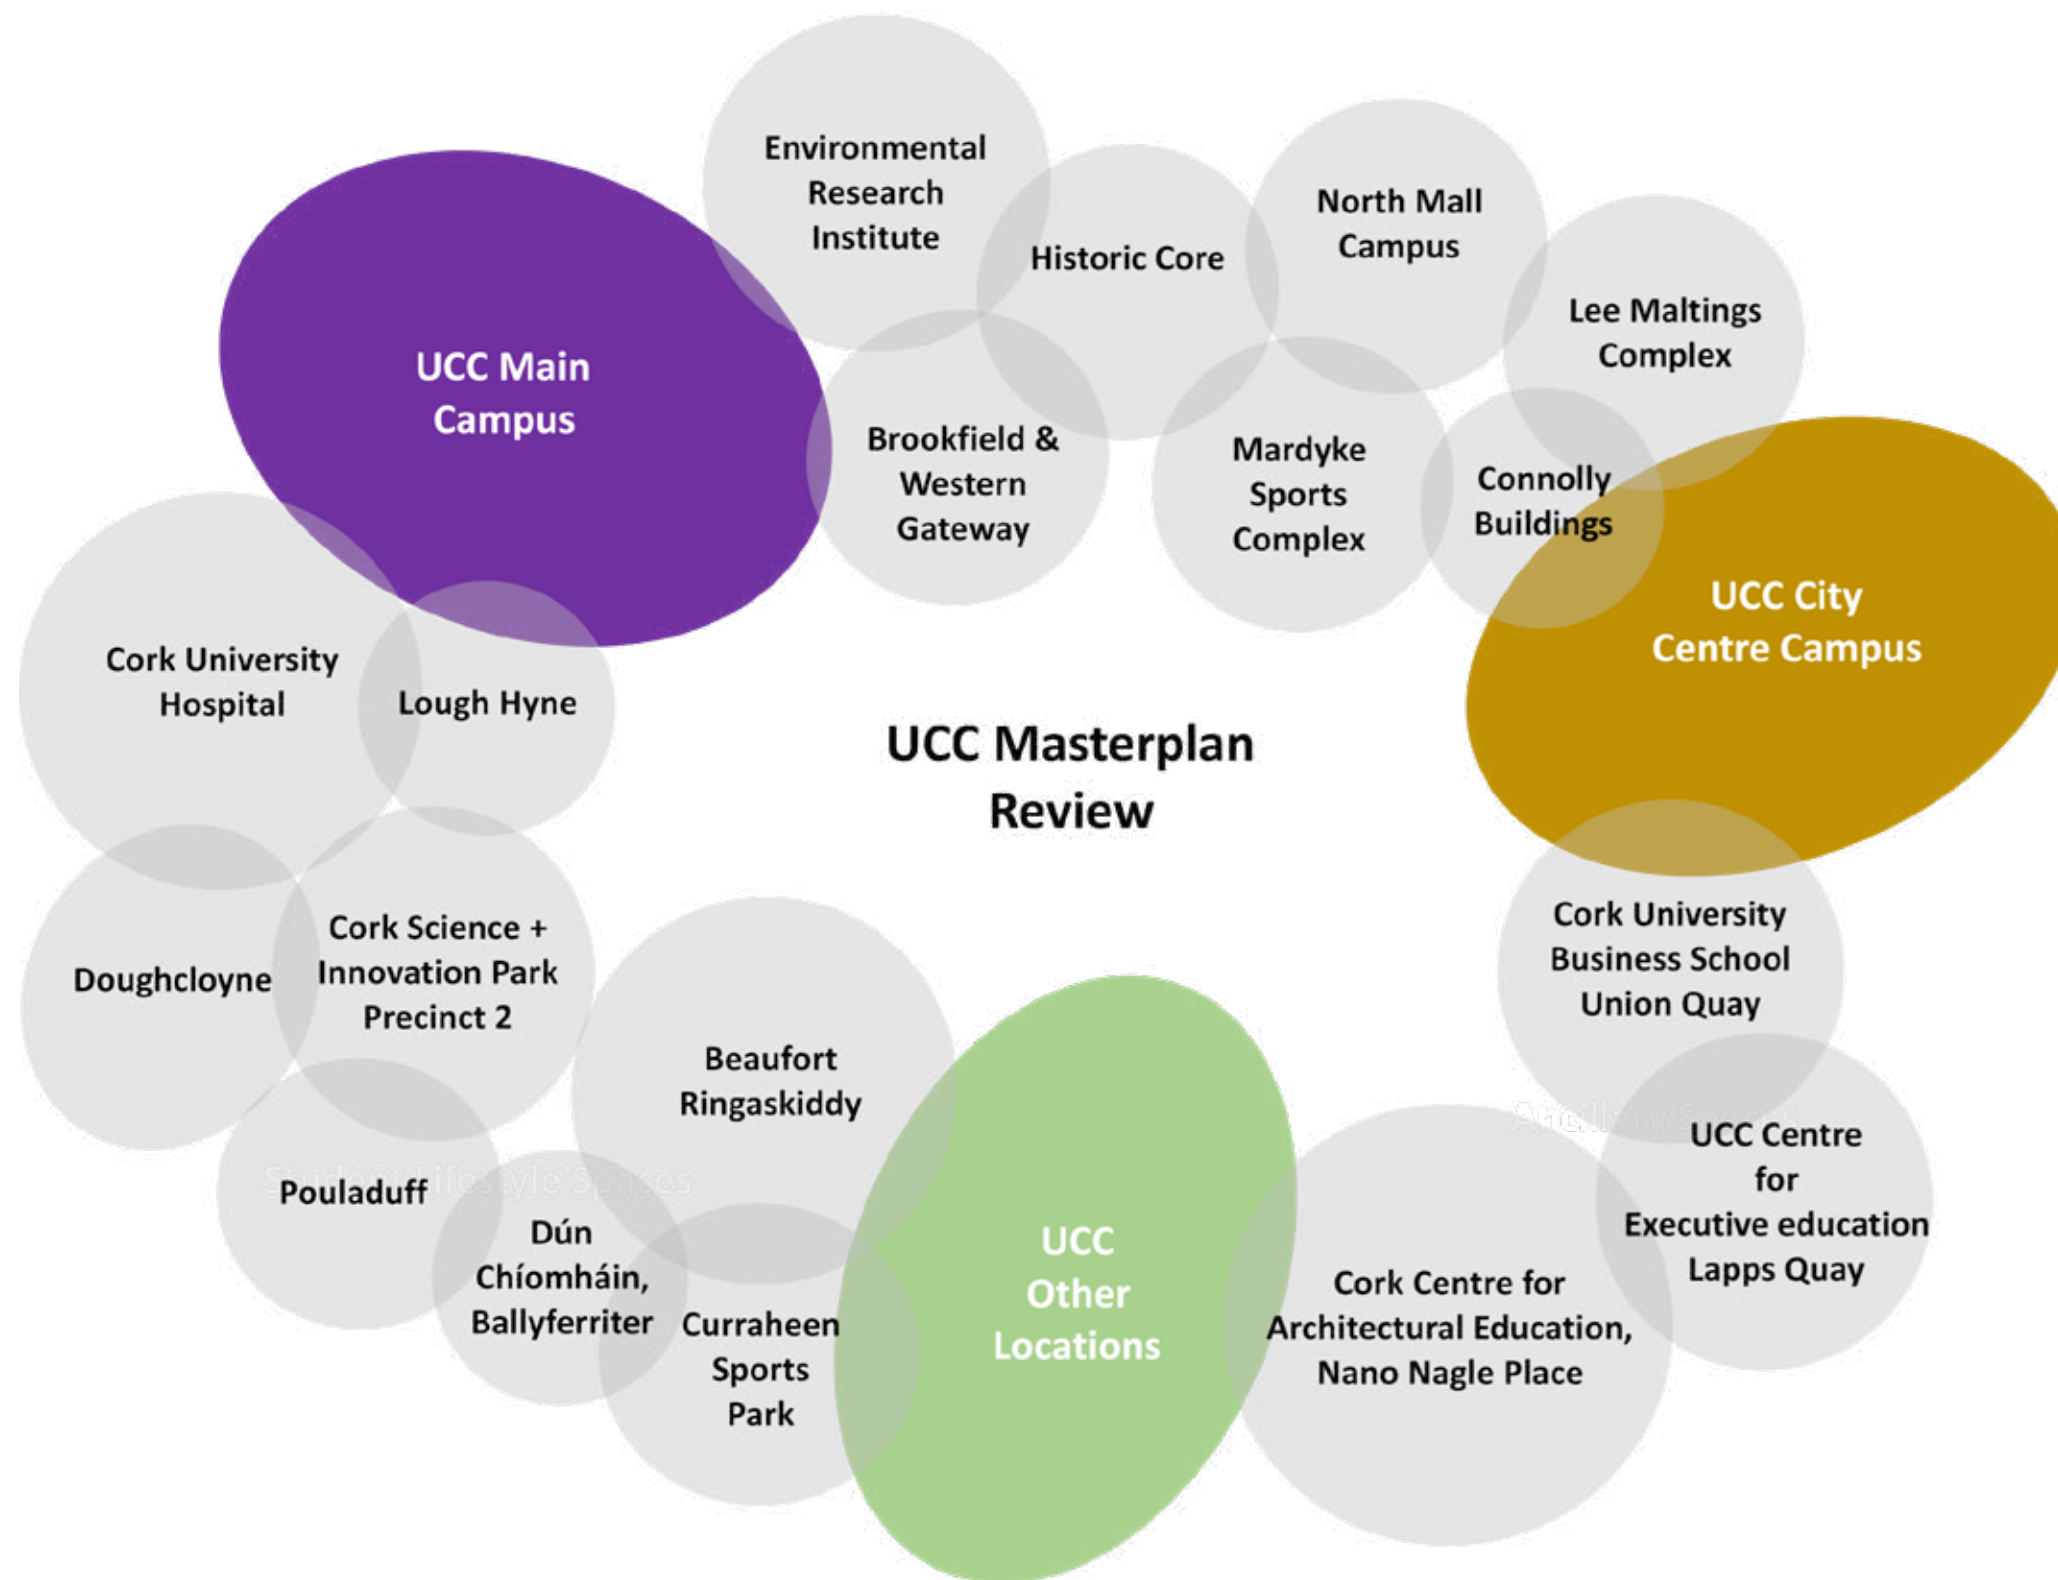 Environmental
Research
Institute
Historic Core
North Mall
Campus
Lee Maltings
Complex
UCC Main
Campus
Brookfield &
Western
Gateway
Mardyke
Sports
Complex
Connolly
Buildings
UCC City
Centre Campus
Cork University
Hospital
Lough Hyne
UCC Masterplan
Review
Doughcloyne
Cork Science +
Innovation Park
Precinct 2
Cork University
Business School
Union Quay
Beaufort
Ringaskiddy
Pouladuff
Dún
Chíomháin,
Ballyferriter
Curraheen
Sports
Park
UCC
Other
Locations
Cork Centre for
Architectural Education,
Nano Nagle Place
UCC Centre
for
Executive education
Lapps Quay